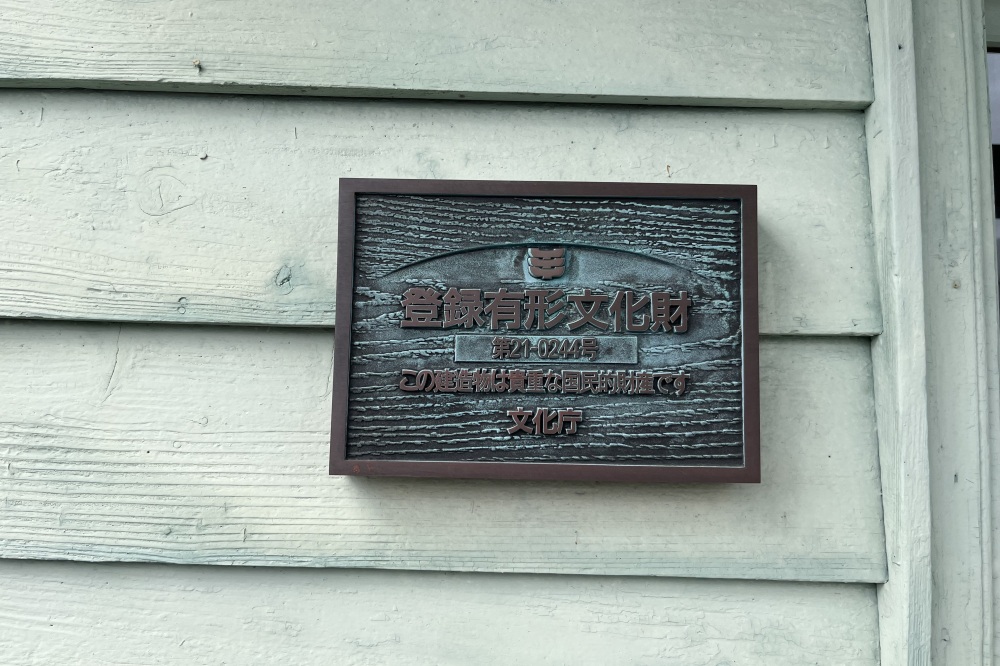 登録有形文化財
第21-0244号
この建造物は貴重な国民的財産です
文化庁